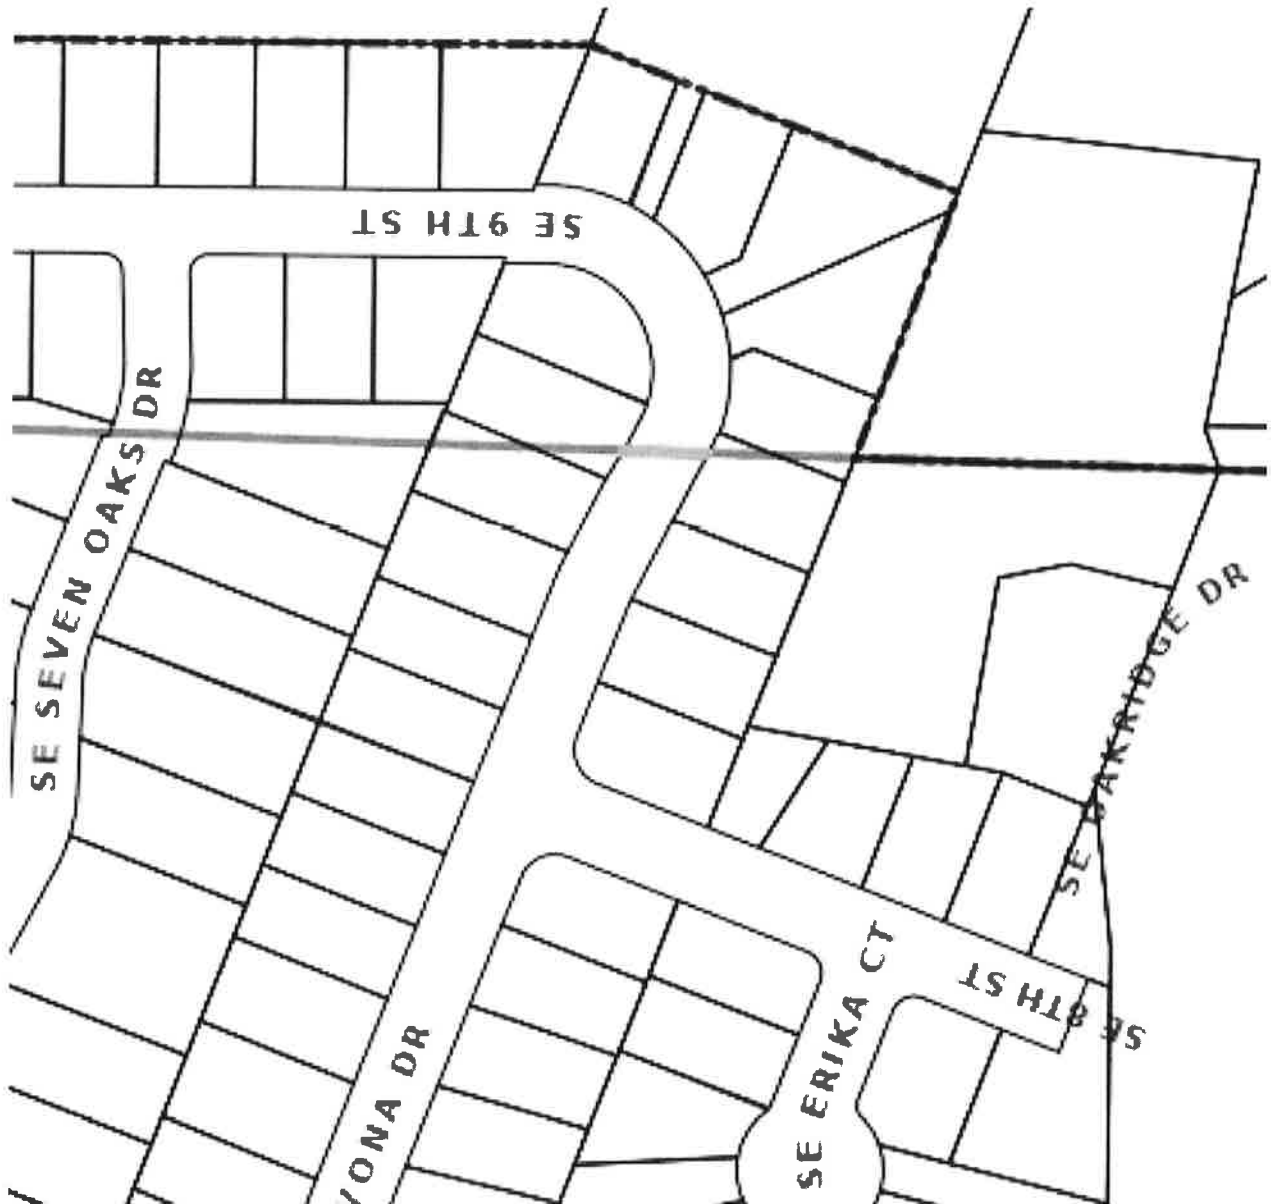 SE 9TH ST
SE SEVEN OAKS DR
SE OAKRIDGE DR
SE ERIKA CT
SE 8TH ST
VONA DR